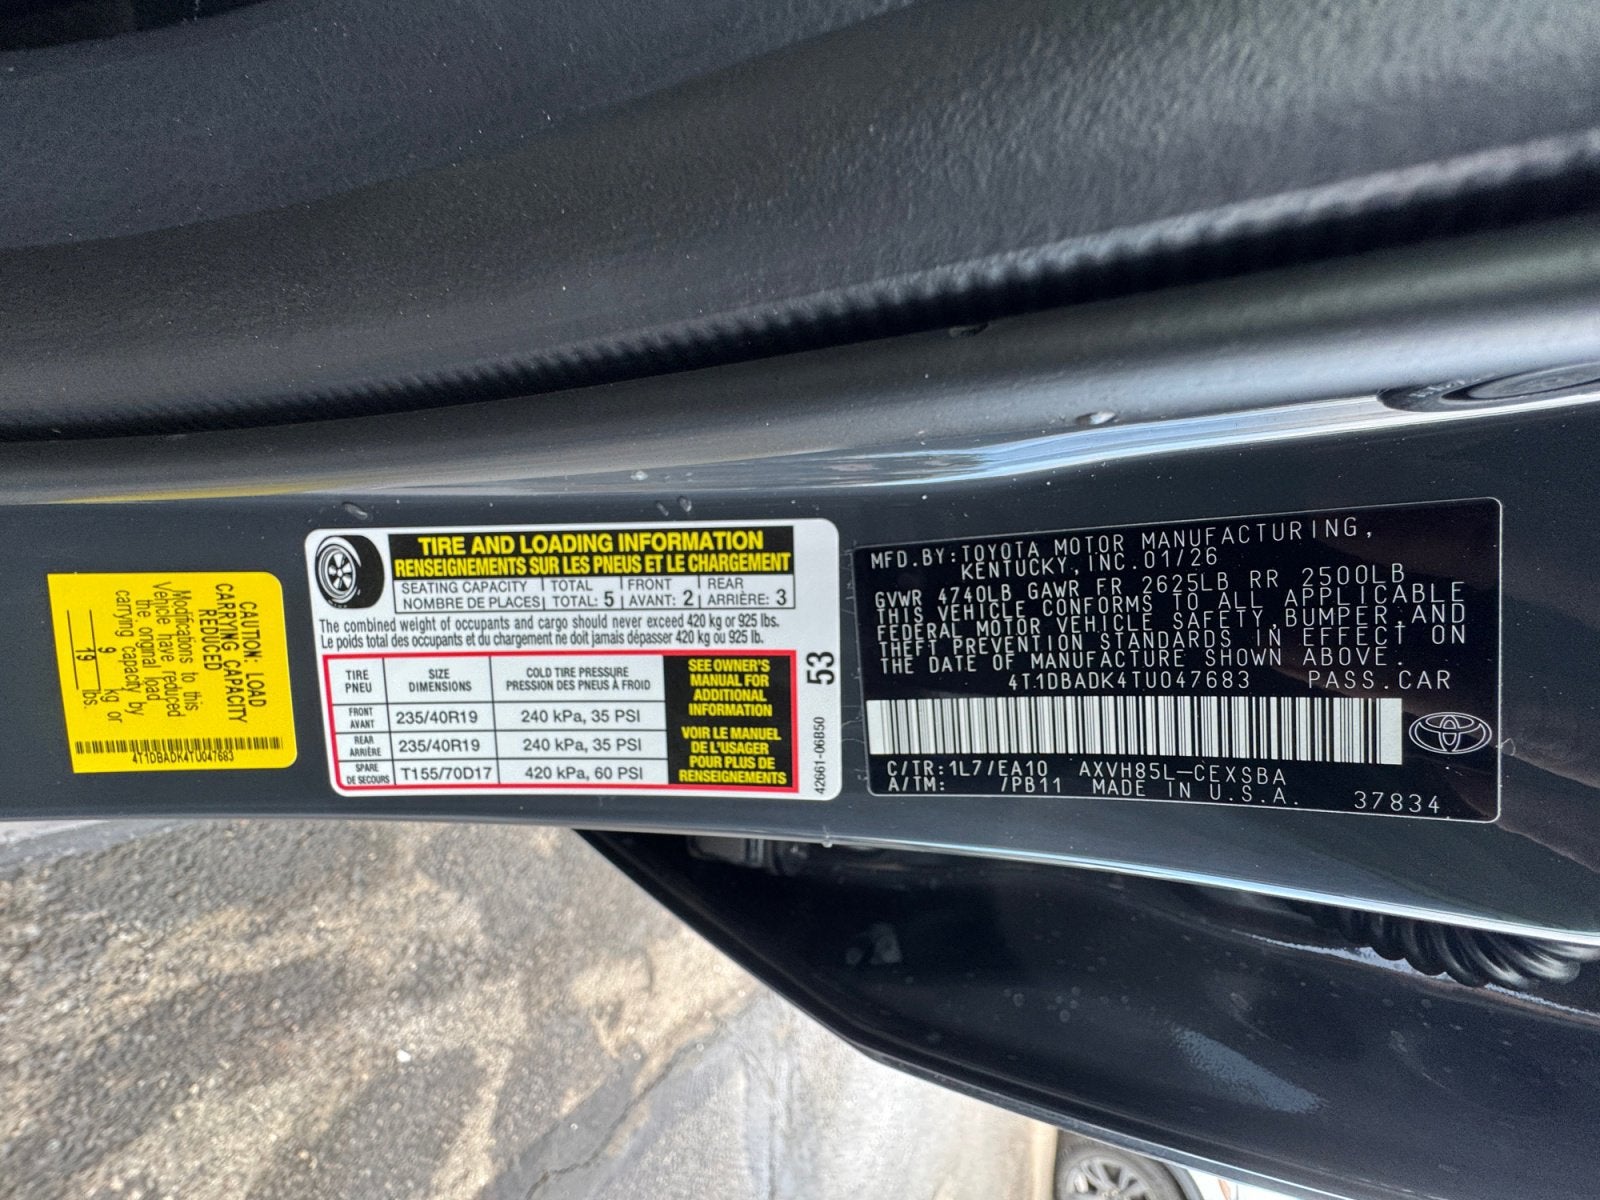 CAUTION: LOAD
CARRYING CAPACITY
REDUCED
Modifications to this
Vehicle have reduced
the original load
carrying capacity by
9 kg or
19 lbs.
4T1DBADK4TU047683
TIRE AND LOADING INFORMATION
RENSEIGNEMENTS SUR LES PNEUS ET LE CHARGEMENT
SEATING CAPACITY TOTAL FRONT REAR
NOMBRE DE PLACES TOTAL: 5 AVANT: 2 ARRIÈRE: 3
The combined weight of occupants and cargo should never exceed 420 kg or 925 lbs.
Le poids total des occupants et du chargement ne doit jamais dépasser 420 kg ou 925 lb.
TIRE SIZE COLD TIRE PRESSURE
PNEU DIMENSIONS PRESSION DES PNEUS À FROID
FRONT
AVANT 235/40R19 240 kPa, 35 PSI
REAR
ARRIÈRE 235/40R19 240 kPa, 35 PSI
SPARE
DE SECOURS T155/70D17 420 kPa, 60 PSI
SEE OWNER'S
MANUAL FOR
ADDITIONAL
INFORMATION
VOIR LE MANUEL
DE L'USAGER
POUR PLUS DE
RENSEIGNEMENTS
53
42661-06B50
MFD.BY:TOYOTA MOTOR MANUFACTURING,
KENTUCKY,INC.01/26
GVWR 4740LB GAWR FR 2625LB RR 2500LB
THIS VEHICLE CONFORMS TO ALL APPLICABLE
FEDERAL MOTOR VEHICLE SAFETY,BUMPER,AND
THEFT PREVENTION STANDARDS IN EFFECT ON
THE DATE OF MANUFACTURE SHOWN ABOVE.
4T1DBADK4TU047683 PASS.CAR
C/TR:1L7/EA10 AXVH85L-CEXSBA
A/TM: /PB11 MADE IN U.S.A. 37834